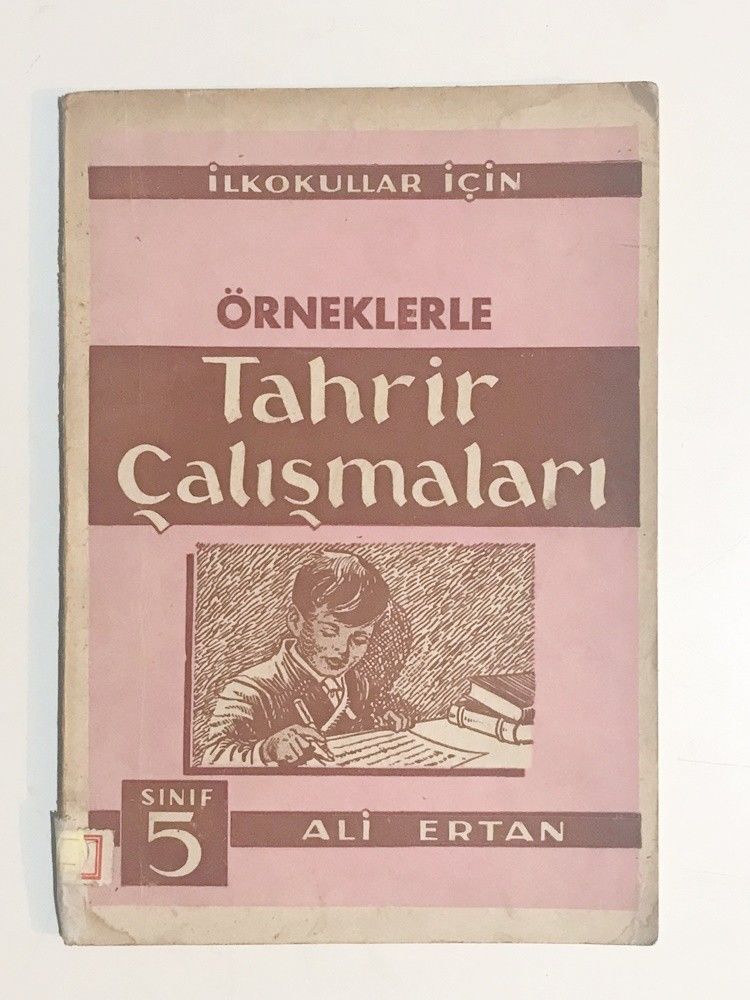 İLKOKULLAR İÇİN
ÖRNEKLERLE
Tahrir
Çalışmaları
SINIF
5
ALİ ERTAN